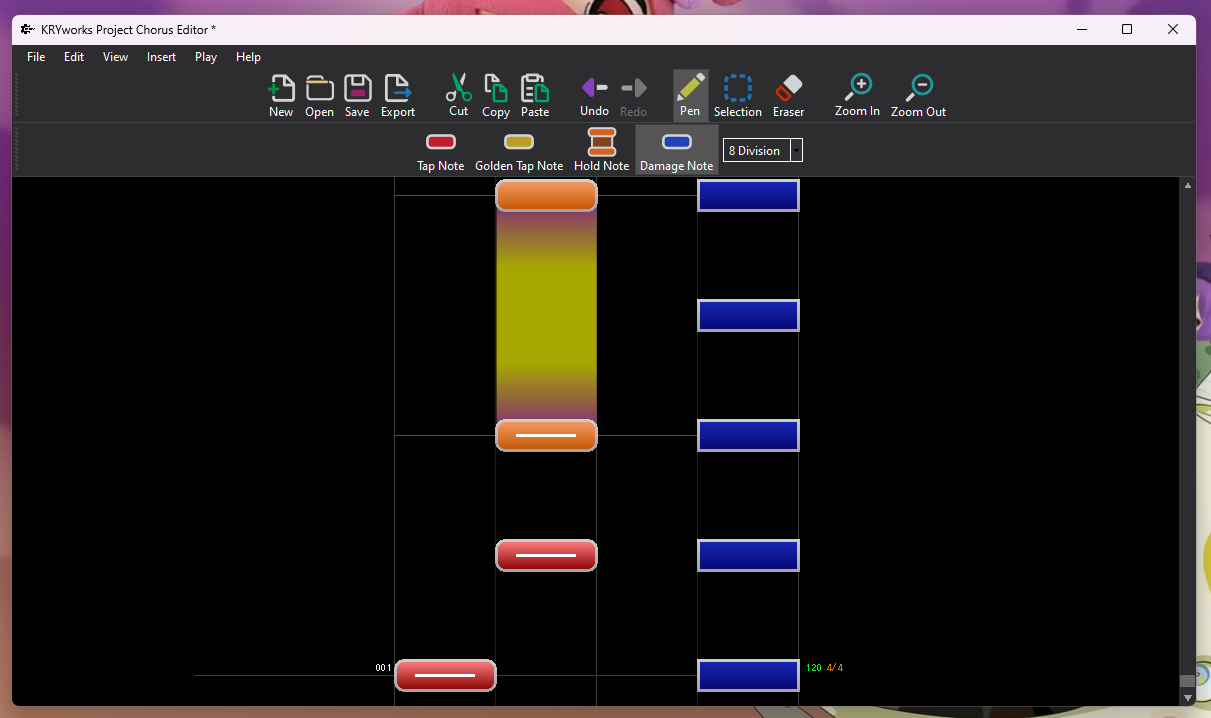 KRYworks Project Chorus Editor *
File Edit View Insert Play Help
New Open Save Export Cut Copy Paste Undo Redo Pen Selection Eraser Zoom In Zoom Out
Tap Note Golden Tap Note Hold Note Damage Note 8 Division
001 120 4/4